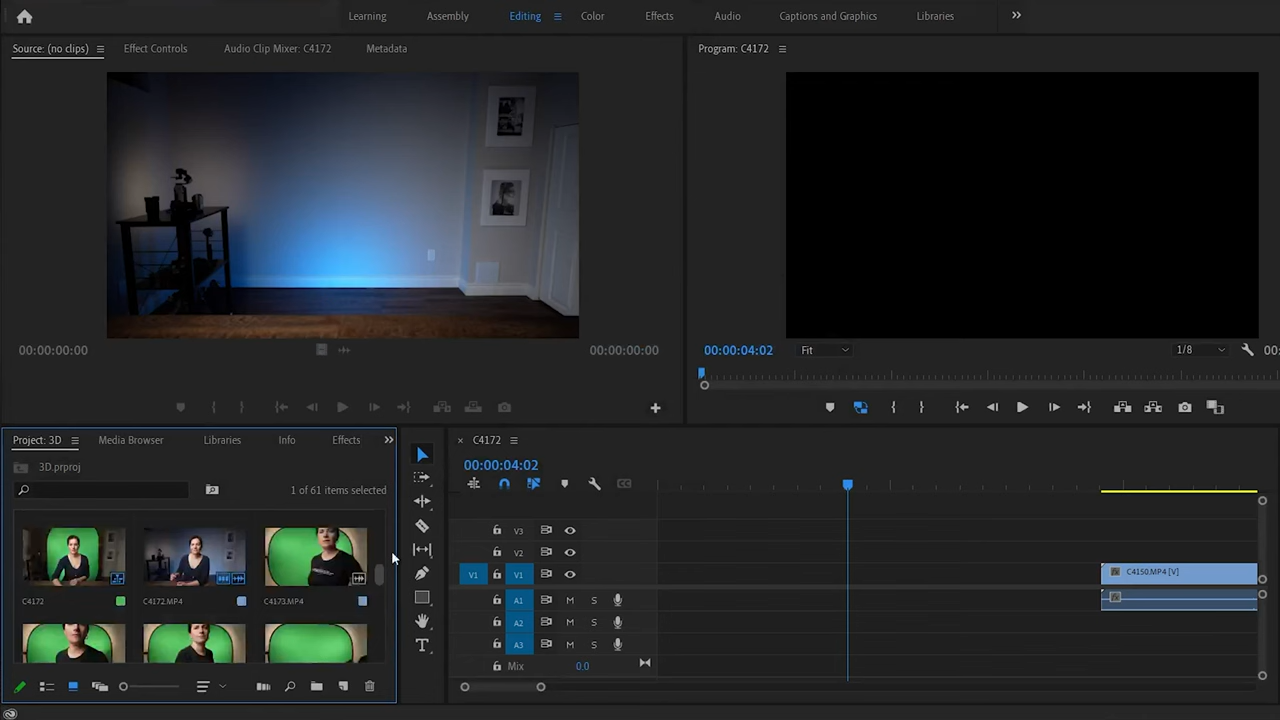 Learning Assembly Editing Color Effects Audio Captions and Graphics Libraries
Source: (no clips) Effect Controls Audio Clip Mixer: C4172 Metadata
Program: C4172
00:00:00:00 00:00:00:00
00:00:04:02 Fit 1/8 00:
Project: 3D Media Browser Libraries Info Effects
3D.prproj
1 of 61 items selected
C4172 C4172.MP4 C4173.MP4
C4172
00:00:04:02
V3
V2
V1 V1 C4150.MP4 [V]
A1 M S
A2 M S
A3 M S
Mix 0.0